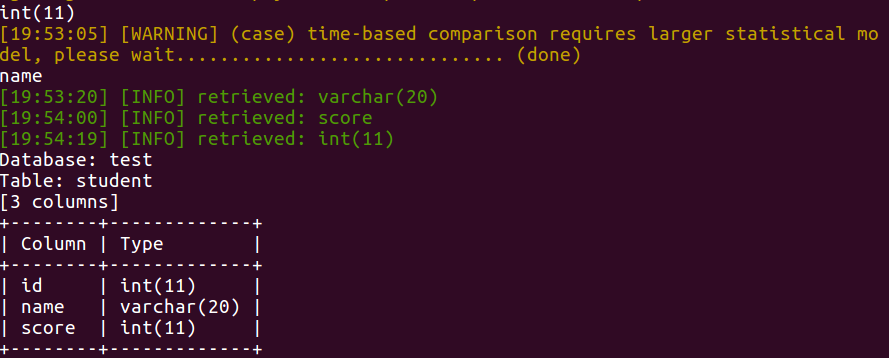 int(11)
[19:53:05] [WARNING] (case) time-based comparison requires larger statistical mo
del, please wait.............................. (done)
name
[19:53:20] [INFO] retrieved: varchar(20)
[19:54:00] [INFO] retrieved: score
[19:54:19] [INFO] retrieved: int(11)
Database: test
Table: student
[3 columns]
+--------+-------------+
| Column | Type        |
+--------+-------------+
| id     | int(11)     |
| name   | varchar(20) |
| score  | int(11)     |
+--------+-------------+